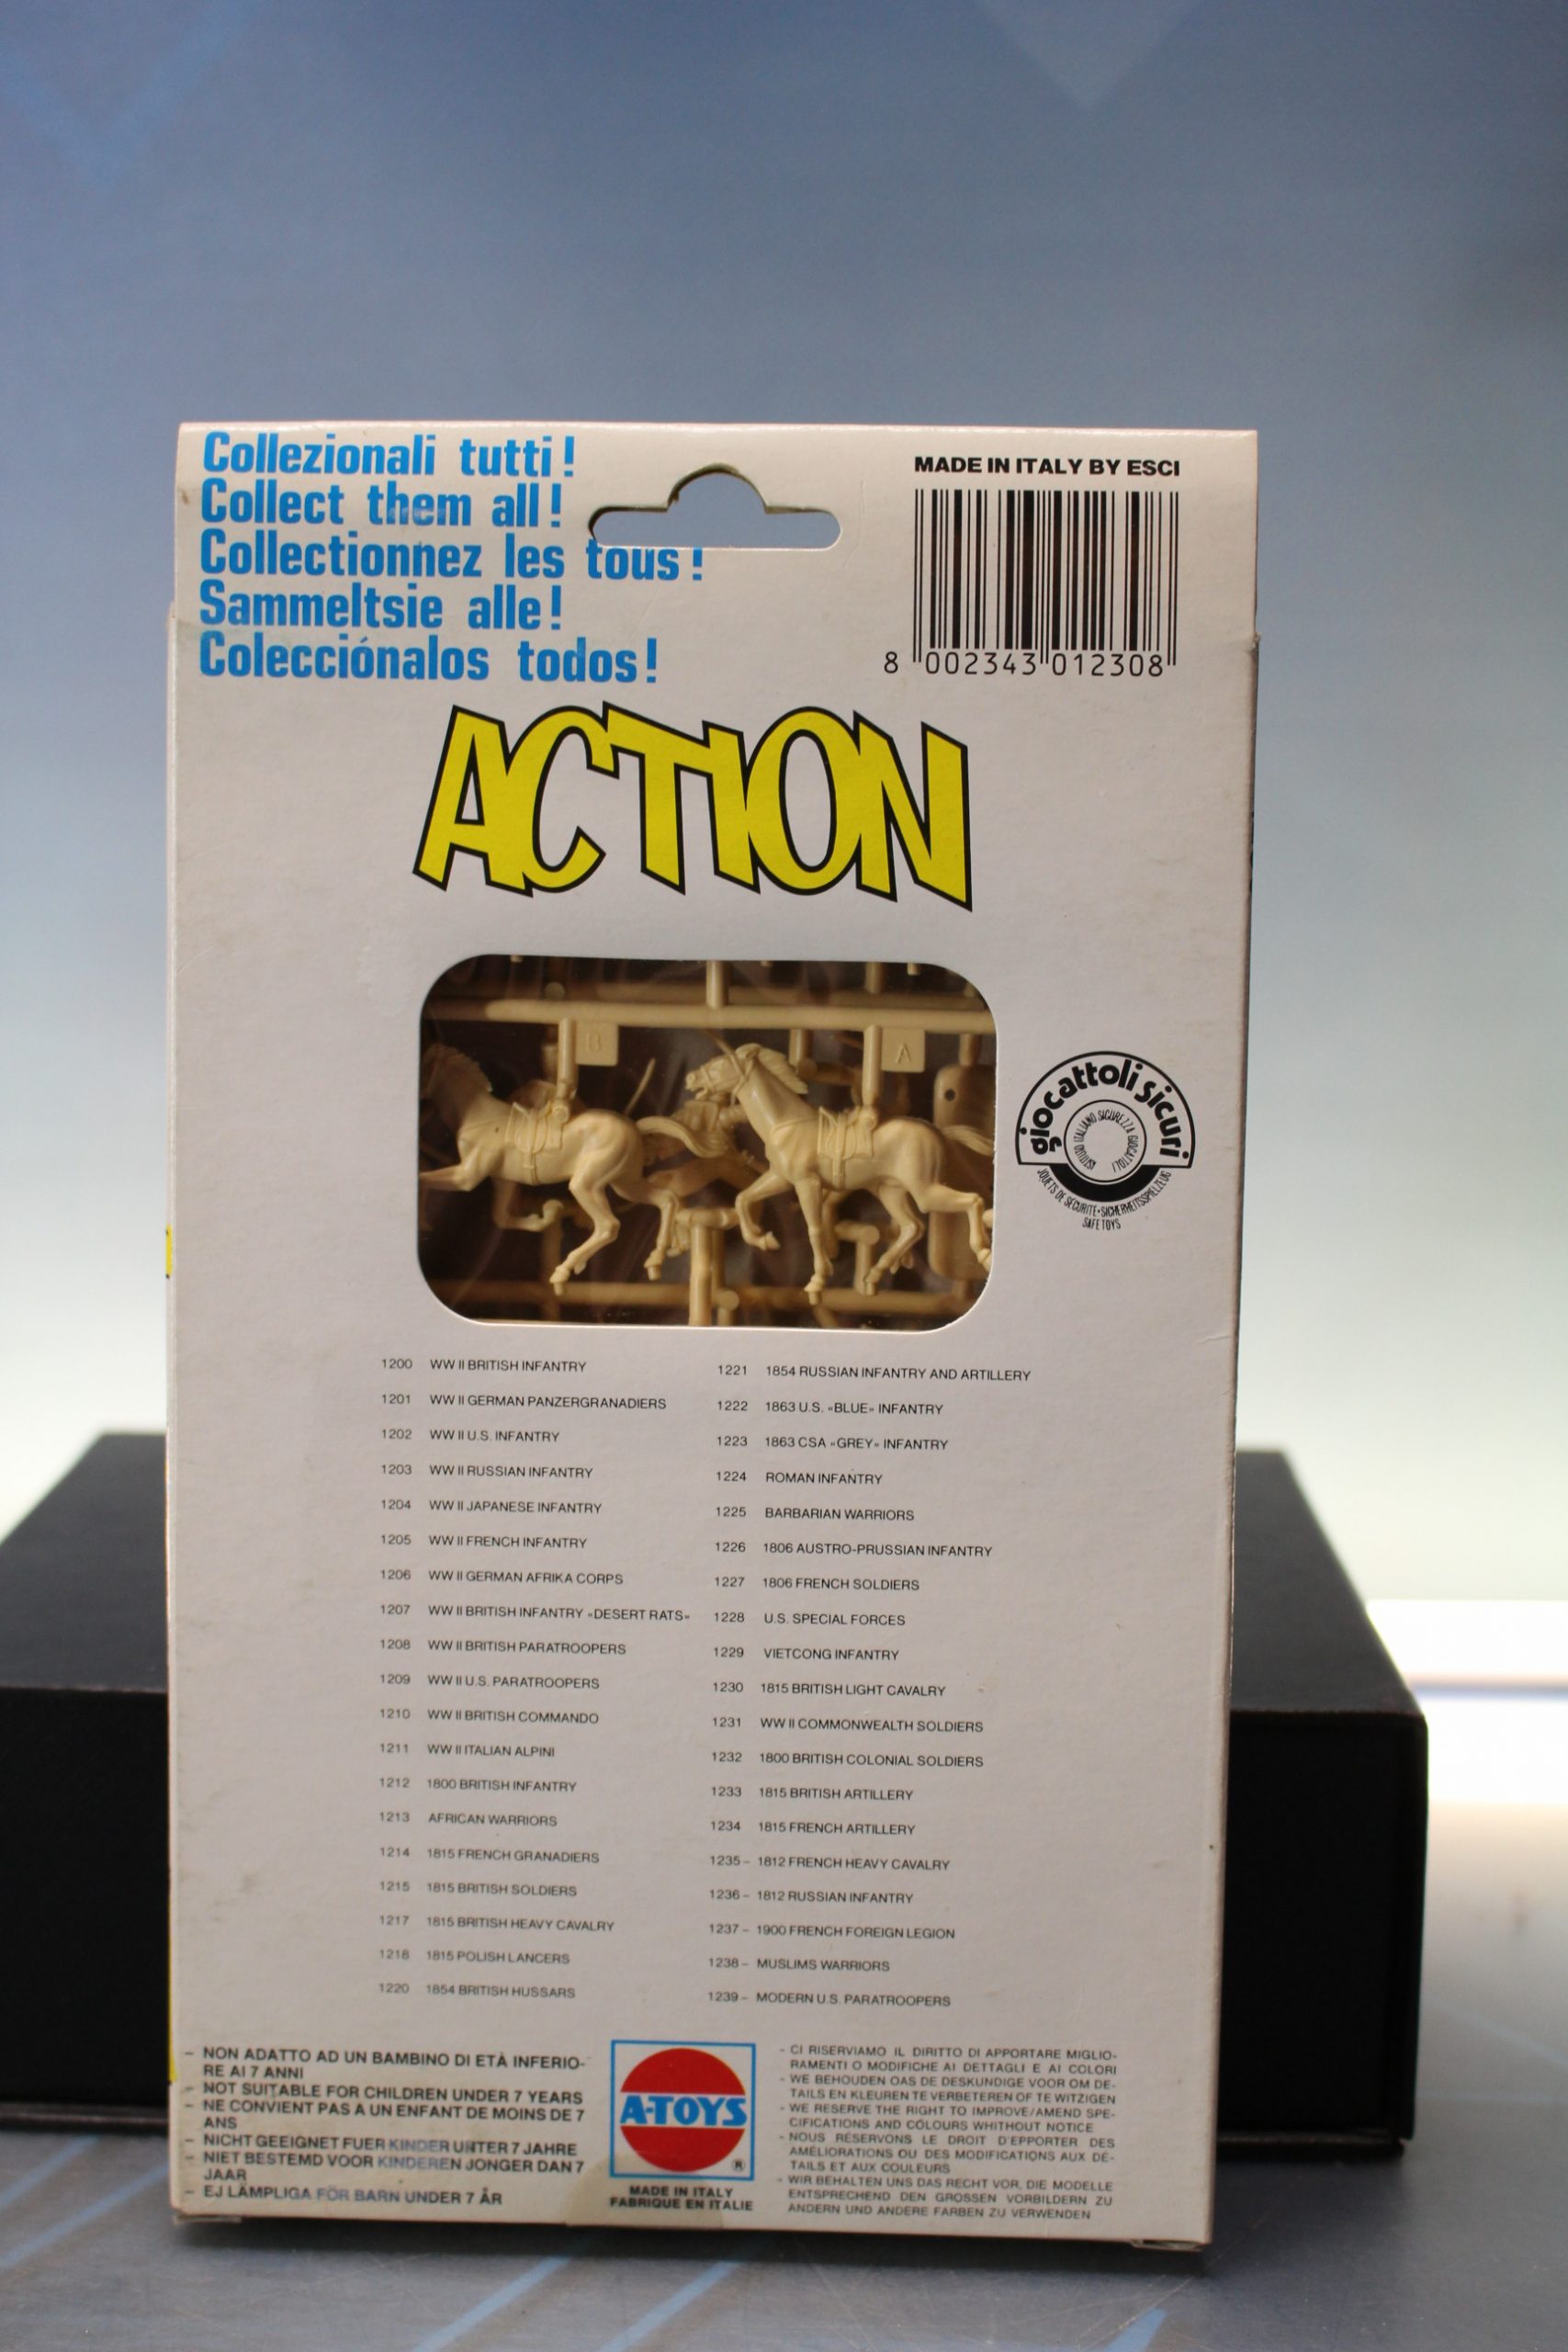 Collezionali tutti!
Collect them all!
Collectionnez les tous!
Sammeltsie alle!
Colecciónalos todos!
MADE IN ITALY BY ESCI
8 002343 012308
ACTION
B
A
giocattoli sicuri
ISTITUTO ITALIANO SICUREZZA GIOCATTOLI
JOUETS DE SÉCURITÉ•SICHERHEITSSPIELZEUG
SAFE TOYS
1200 WW II BRITISH INFANTRY
1201 WW II GERMAN PANZERGRANADIERS
1202 WW II U.S. INFANTRY
1203 WW II RUSSIAN INFANTRY
1204 WW II JAPANESE INFANTRY
1205 WW II FRENCH INFANTRY
1206 WW II GERMAN AFRIKA CORPS
1207 WW II BRITISH INFANTRY «DESERT RATS»
1208 WW II BRITISH PARATROOPERS
1209 WW II U.S. PARATROOPERS
1210 WW II BRITISH COMMANDO
1211 WW II ITALIAN ALPINI
1212 1800 BRITISH INFANTRY
1213 AFRICAN WARRIORS
1214 1815 FRENCH GRANADIERS
1215 1815 BRITISH SOLDIERS
1217 1815 BRITISH HEAVY CAVALRY
1218 1815 POLISH LANCERS
1220 1854 BRITISH HUSSARS
1221 1854 RUSSIAN INFANTRY AND ARTILLERY
1222 1863 U.S. «BLUE» INFANTRY
1223 1863 CSA «GREY» INFANTRY
1224 ROMAN INFANTRY
1225 BARBARIAN WARRIORS
1226 1806 AUSTRO-PRUSSIAN INFANTRY
1227 1806 FRENCH SOLDIERS
1228 U.S. SPECIAL FORCES
1229 VIETCONG INFANTRY
1230 1815 BRITISH LIGHT CAVALRY
1231 WW II COMMONWEALTH SOLDIERS
1232 1800 BRITISH COLONIAL SOLDIERS
1233 1815 BRITISH ARTILLERY
1234 1815 FRENCH ARTILLERY
1235 – 1812 FRENCH HEAVY CAVALRY
1236 – 1812 RUSSIAN INFANTRY
1237 – 1900 FRENCH FOREIGN LEGION
1238 – MUSLIMS WARRIORS
1239 – MODERN U.S. PARATROOPERS
– NON ADATTO AD UN BAMBINO DI ETÀ INFERIO-
RE AI 7 ANNI
– NOT SUITABLE FOR CHILDREN UNDER 7 YEARS
– NE CONVIENT PAS A UN ENFANT DE MOINS DE 7
ANS
– NICHT GEEIGNET FUER KINDER UNTER 7 JAHRE
– NIET BESTEMD VOOR KINDEREN JONGER DAN 7
JAAR
– EJ LÄMPLIGA FÖR BARN UNDER 7 ÅR
A-TOYS
®
MADE IN ITALY
FABRIQUE EN ITALIE
- CI RISERVIAMO IL DIRITTO DI APPORTARE MIGLIO-
RAMENTI O MODIFICHE AI DETTAGLI E AI COLORI
- WE BEHOUDEN OAS DE DESKUNDIGE VOOR OM DE-
TAILS EN KLEUREN TE VERBETEREN OF TE WITZIGEN
- WE RESERVE THE RIGHT TO IMPROVE/AMEND SPE-
CIFICATIONS AND COLOURS WHITHOUT NOTICE
- NOUS RÉSERVONS LE DROIT D'EPPORTER DES
AMÉLIORATIONS OU DES MODIFICATIONS AUX DÉ-
TAILS ET AUX COULEURS
- WIR BEHALTEN UNS DAS RECHT VOR, DIE MODELLE
ENTSPRECHEND DEN GROSSEN VORBILDERN ZU
ANDERN UND ANDERE FARBEN ZU VERWENDEN